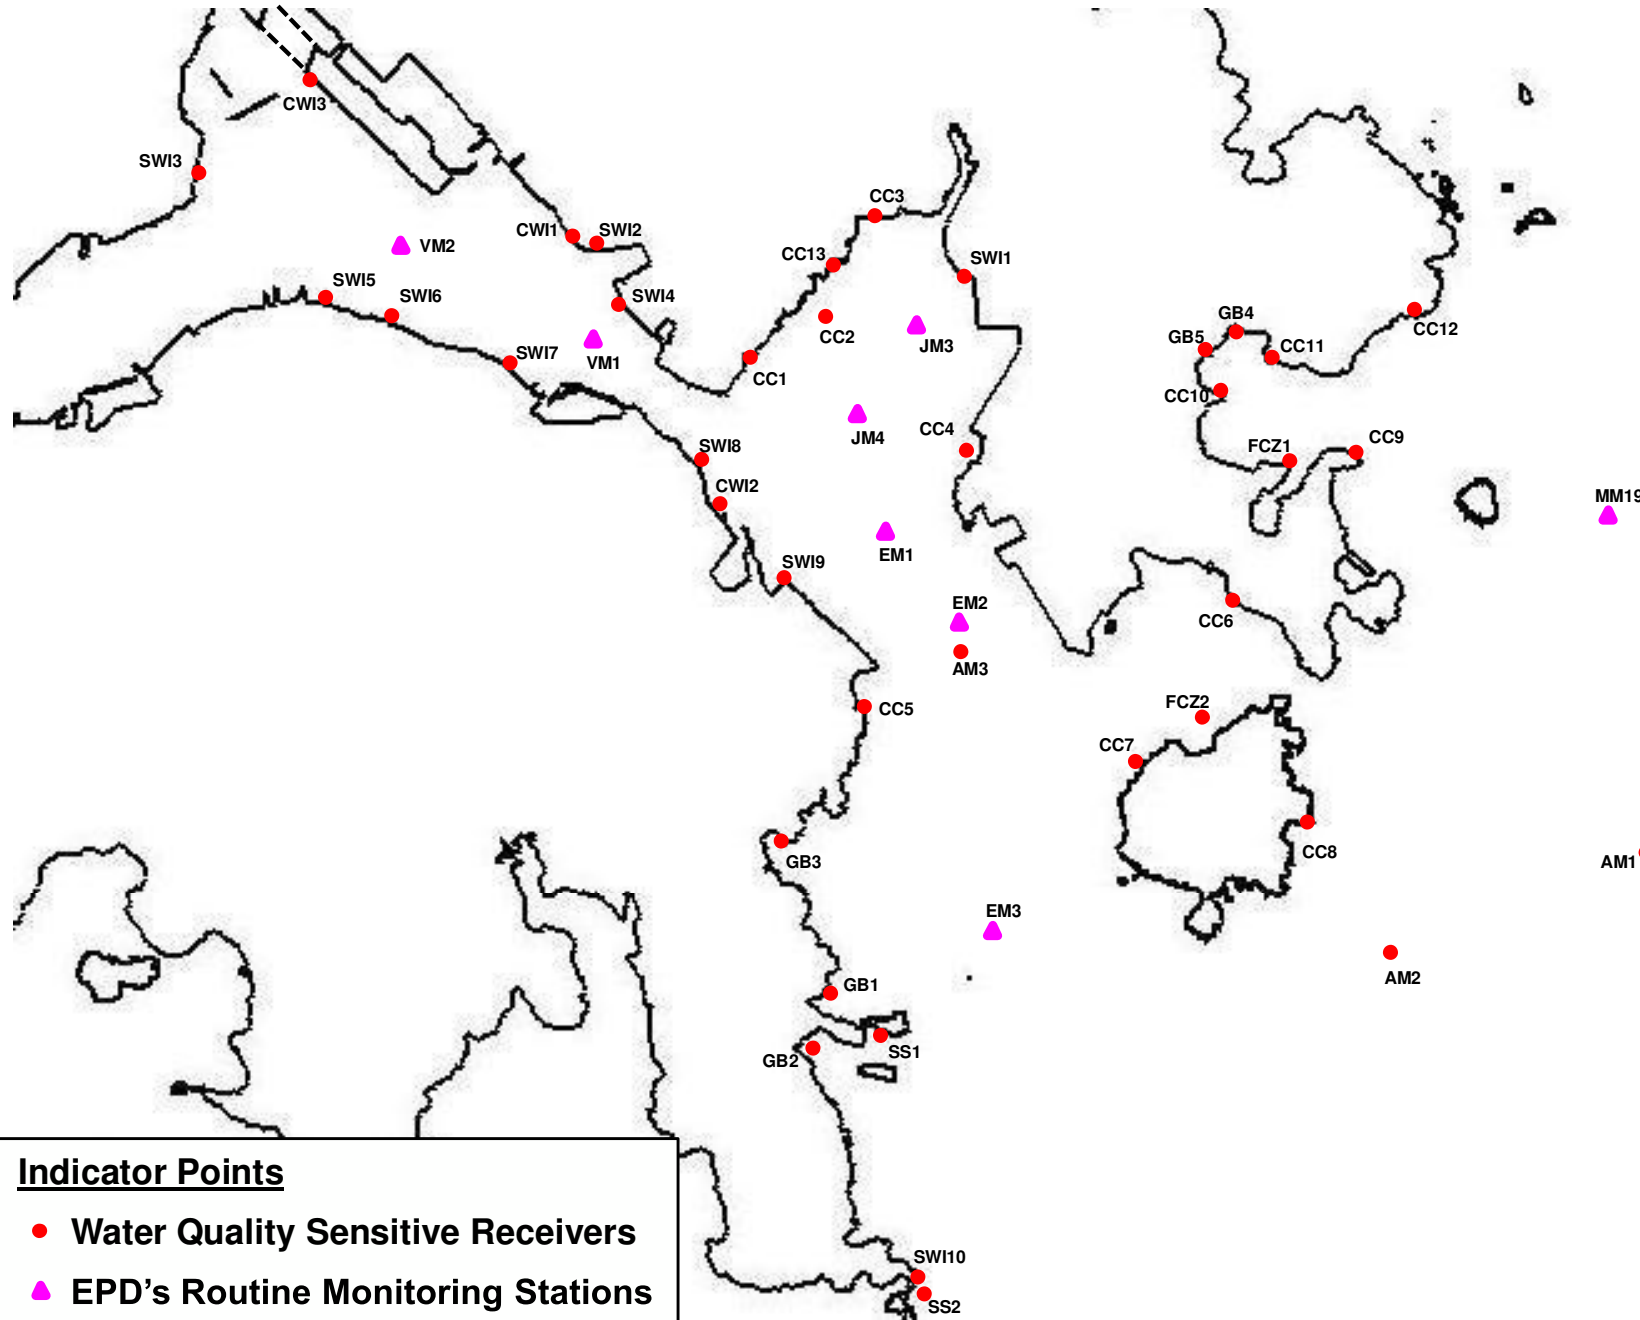 CWI3
SWI3
CC3
CWI1
SWI2
VM2
CC13
SWI1
SWI5
SWI6
SWI4
GB4
CC12
CC2
JM3
GB5
CC11
SWI7
VM1
CC1
CC10
CC4
JM4
CC9
SWI8
FCZ1
CWI2
MM19
EM1
SWI9
EM2
CC6
AM3
FCZ2
CC5
CC7
CC8
GB3
AM1
EM3
AM2
GB1
SS1
GB2
Indicator Points
Water Quality Sensitive Receivers
SWI10
EPD's Routine Monitoring Stations
SS2